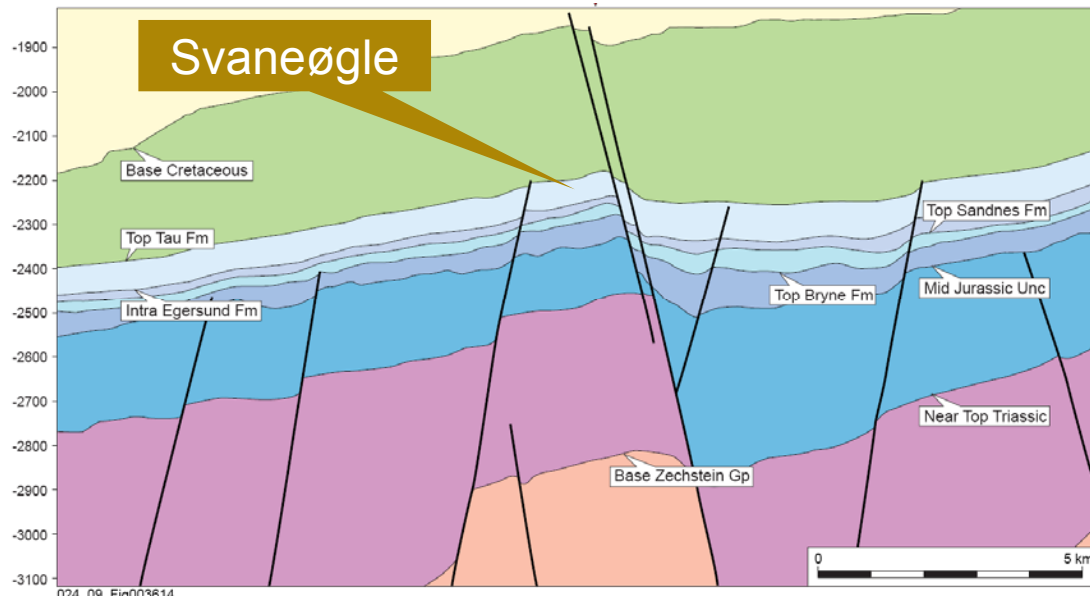 -1900
Svaneøgle
-2000
-2100
Base Cretaceous
-2200
Top Sandnes Fm
-2300
Top Tau Fm
-2400
Mid Jurassic Unc
Top Bryne Fm
Intra Egersund Fm
-2500
-2600
-2700
Near Top Triassic
-2800
Base Zechstein Gp
-2900
-3000
0
5 km
-3100
024_09_Fig003614